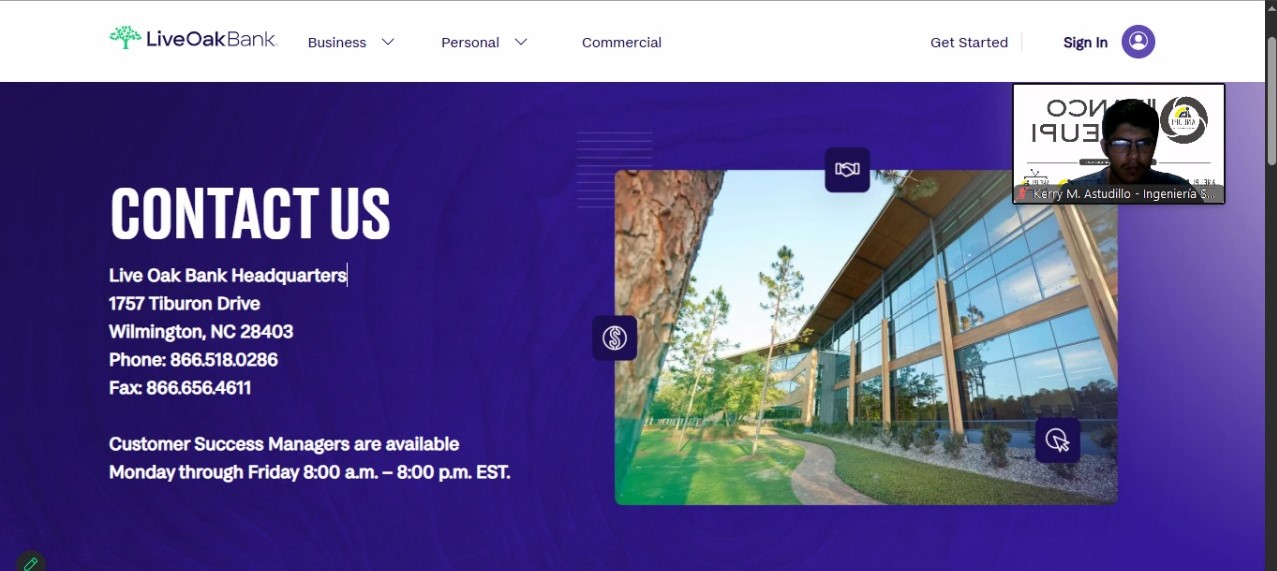 LiveOakBank
Business
Personal
Commercial
Get Started
Sign In
CONTACT US
Live Oak Bank Headquarters
1757 Tiburon Drive
Wilmington, NC 28403
Phone: 866.518.0286
Fax: 866.656.4611
Customer Success Managers are available
Monday through Friday 8:00 a.m. – 8:00 p.m. EST.
Kerry M. Astudillo - Ingeniería S...